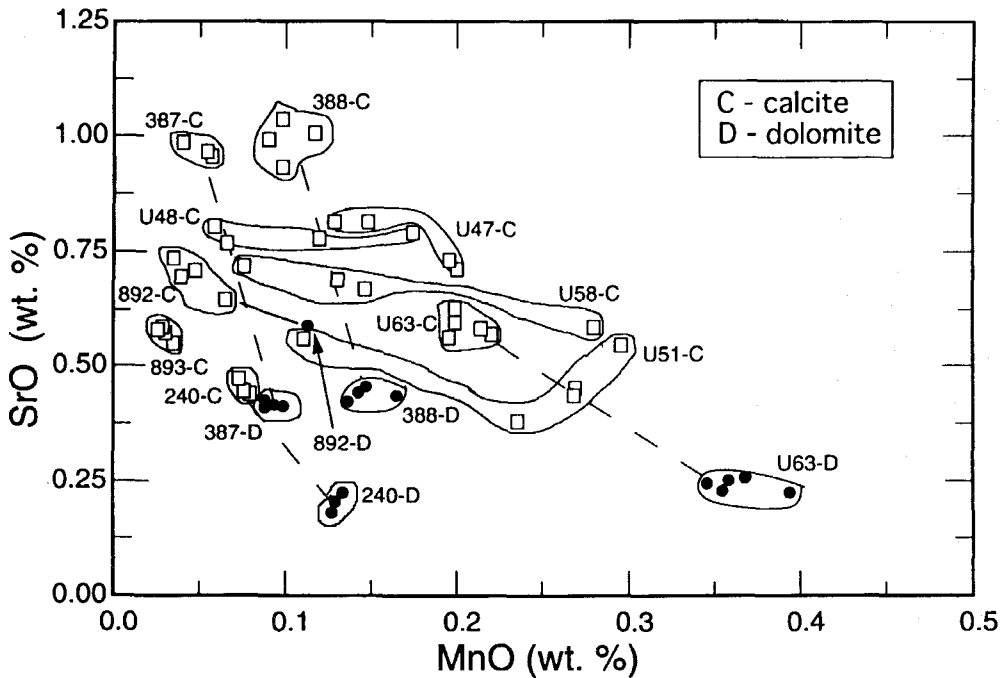 1.25
388-C
387-C
C - calcite
D - dolomite
1.00
U48-C
U47-C
0.75
892-C
U58-C
U63-C
U51-C
0.50
893-C
240-C
387-D
892-D
388-D
U63-D
0.25
240-D
0.00
0.0
0.1
0.2
0.3
0.4
0.5
SrO (wt. %)
MnO (wt. %)